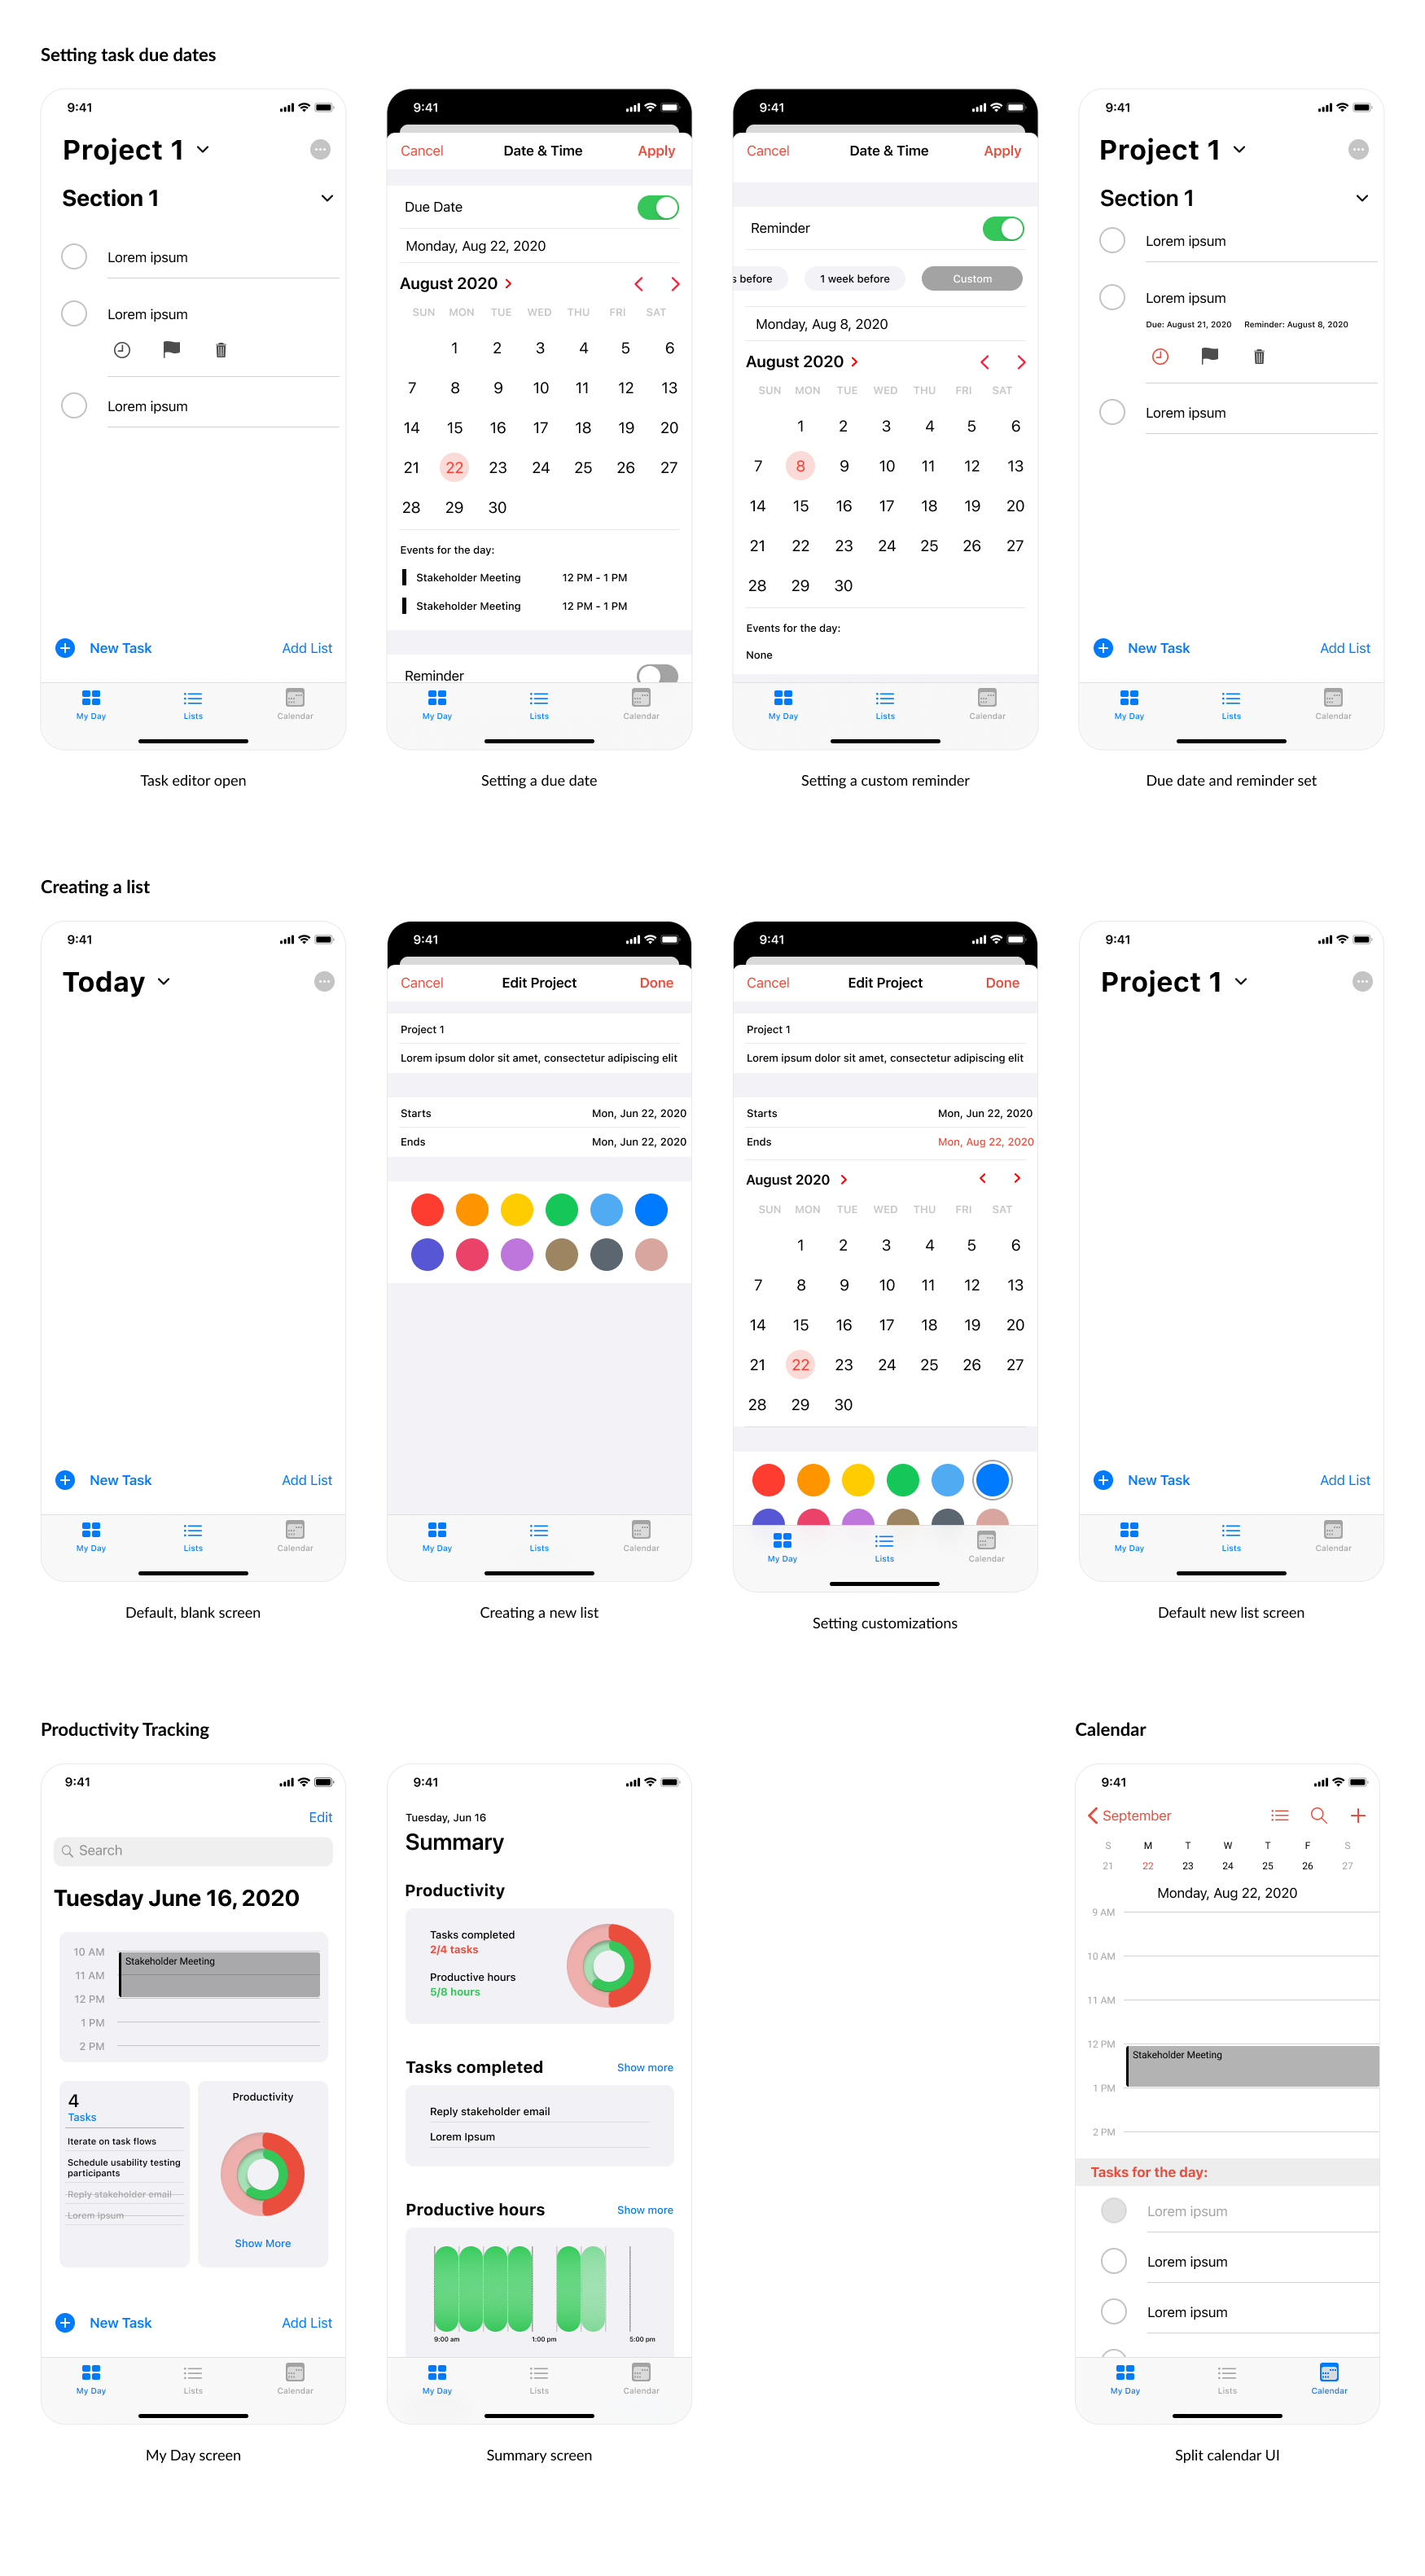 Setting task due dates
9:41
Project 1
Section 1
Lorem ipsum
Lorem ipsum
Lorem ipsum
New Task Add List
My Day Lists Calendar
Task editor open
9:41
Cancel Date & Time Apply
Due Date
Monday, Aug 22, 2020
August 2020
SUN MON TUE WED THU FRI SAT
1 2 3 4 5 6
7 8 9 10 11 12 13
14 15 16 17 18 19 20
21 22 23 24 25 26 27
28 29 30
Events for the day:
Stakeholder Meeting 12 PM - 1 PM
Stakeholder Meeting 12 PM - 1 PM
Reminder
My Day Lists Calendar
Setting a due date
9:41
Cancel Date & Time Apply
Reminder
s before 1 week before Custom
Monday, Aug 8, 2020
August 2020
SUN MON TUE WED THU FRI SAT
1 2 3 4 5 6
7 8 9 10 11 12 13
14 15 16 17 18 19 20
21 22 23 24 25 26 27
28 29 30
Events for the day:
None
My Day Lists Calendar
Setting a custom reminder
9:41
Project 1
Section 1
Lorem ipsum
Lorem ipsum
Due: August 21, 2020 Reminder: August 8, 2020
Lorem ipsum
New Task Add List
My Day Lists Calendar
Due date and reminder set
Creating a list
9:41
Today
New Task Add List
My Day Lists Calendar
Default, blank screen
9:41
Cancel Edit Project Done
Project 1
Lorem ipsum dolor sit amet, consectetur adipiscing elit
Starts Mon, Jun 22, 2020
Ends Mon, Jun 22, 2020
My Day Lists Calendar
Creating a new list
9:41
Cancel Edit Project Done
Project 1
Lorem ipsum dolor sit amet, consectetur adipiscing elit
Starts Mon, Jun 22, 2020
Ends Mon, Aug 22, 2020
August 2020
SUN MON TUE WED THU FRI SAT
1 2 3 4 5 6
7 8 9 10 11 12 13
14 15 16 17 18 19 20
21 22 23 24 25 26 27
28 29 30
My Day Lists Calendar
Setting customizations
9:41
Project 1
New Task Add List
My Day Lists Calendar
Default new list screen
Productivity Tracking
9:41
Edit
Search
Tuesday June 16, 2020
10 AM
Stakeholder Meeting
11 AM
12 PM
1 PM
2 PM
4
Tasks
Iterate on task flows
Schedule usability testing
participants
Reply stakeholder email
Lorem Ipsum
Productivity
Show More
New Task Add List
My Day Lists Calendar
My Day screen
9:41
Tuesday, Jun 16
Summary
Productivity
Tasks completed
2/4 tasks
Productive hours
5/8 hours
Tasks completed Show more
Reply stakeholder email
Lorem Ipsum
Productive hours Show more
9:00 am 1:00 pm 5:00 pm
My Day Lists Calendar
Summary screen
Calendar
9:41
September
S M T W T F S
21 22 23 24 25 26 27
Monday, Aug 22, 2020
9 AM
10 AM
11 AM
12 PM
Stakeholder Meeting
1 PM
2 PM
Tasks for the day:
Lorem ipsum
Lorem ipsum
Lorem ipsum
My Day Lists Calendar
Split calendar UI